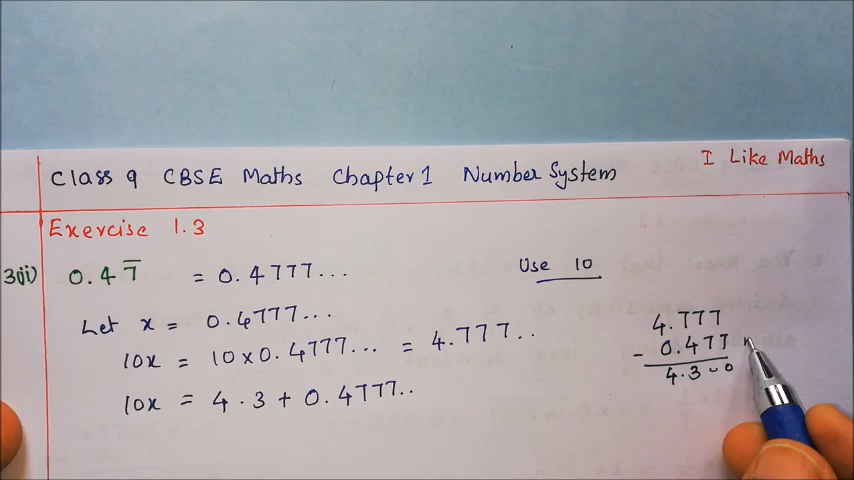 I Like Maths
Class 9 CBSE Maths Chapter 1 Number System
Exercise 1.3
3(ii) 0.47̅ = 0.4777...
Use 10
Let x = 0.4777...
10x = 10 x 0.4777... = 4.777..
10x = 4.3 + 0.4777..
4.777
- 0.477
4.300